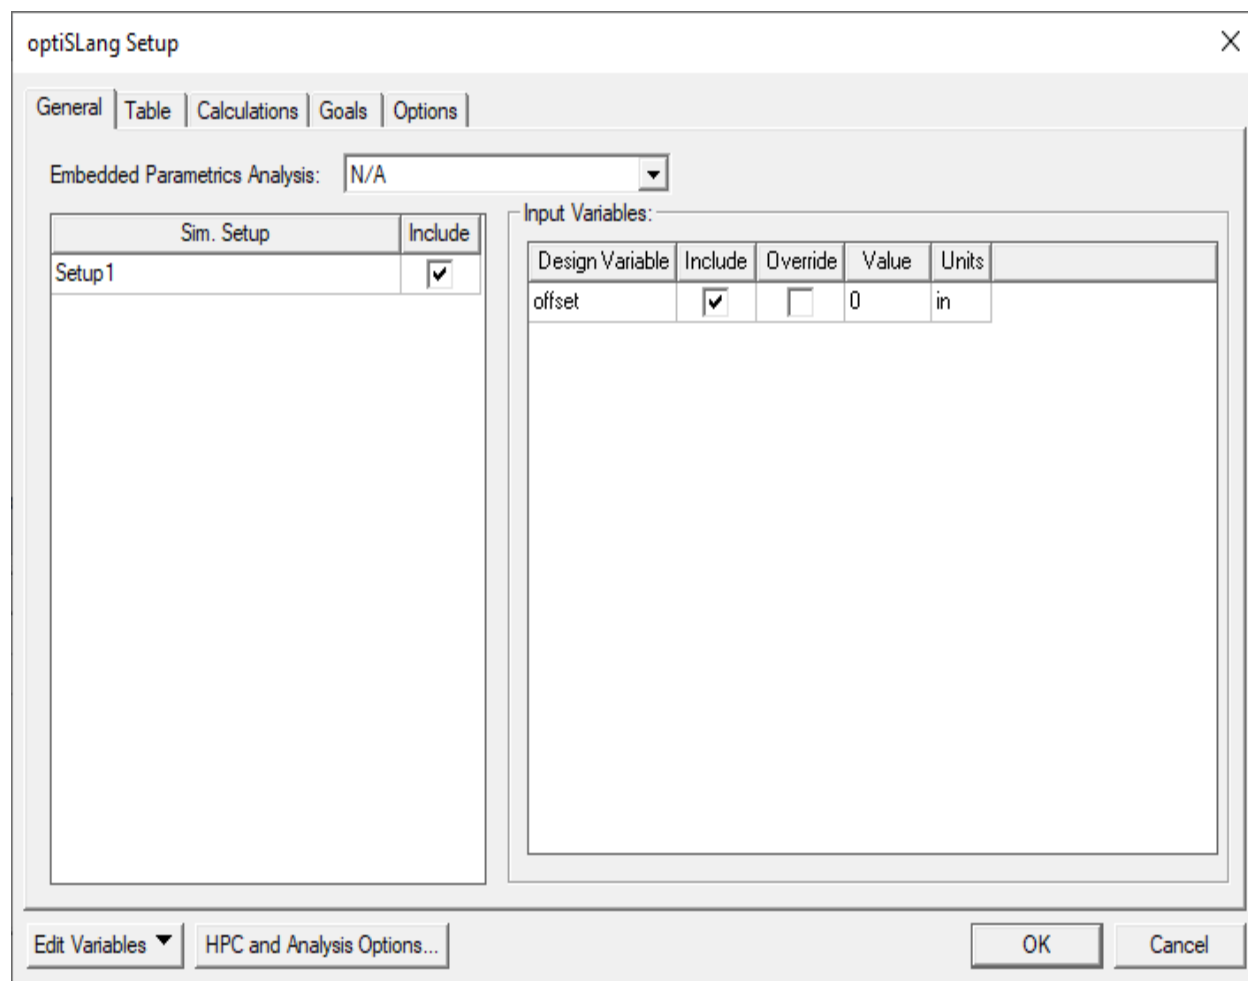 optiSLang Setup
General Table Calculations Goals Options
Embedded Parametrics Analysis: N/A
Sim. Setup Include
Setup1
Input Variables:
Design Variable Include Override Value Units
offset 0 in
Edit Variables HPC and Analysis Options... OK Cancel